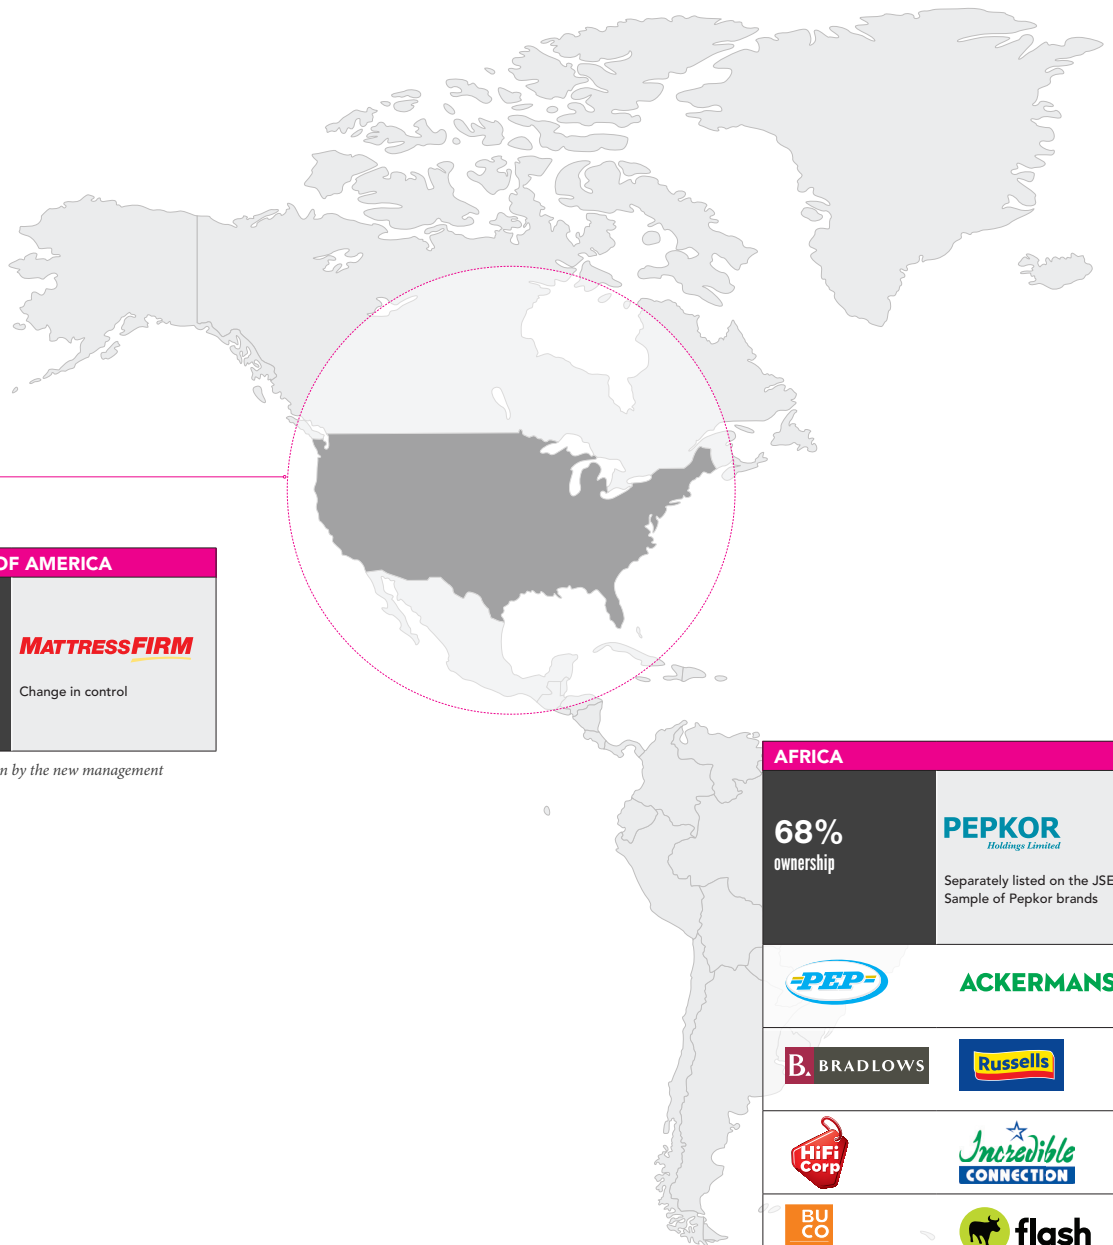 OF AMERICA
MATTRESSFIRM
Change in control
n by the new management
AFRICA
68%
ownership
PEPKOR
Holdings Limited
Separately listed on the JSE
Sample of Pepkor brands
PEP
ACKERMANS
B. BRADLOWS
Russells
HiFi
Corp
Incredible
CONNECTION
BU
CO
flash